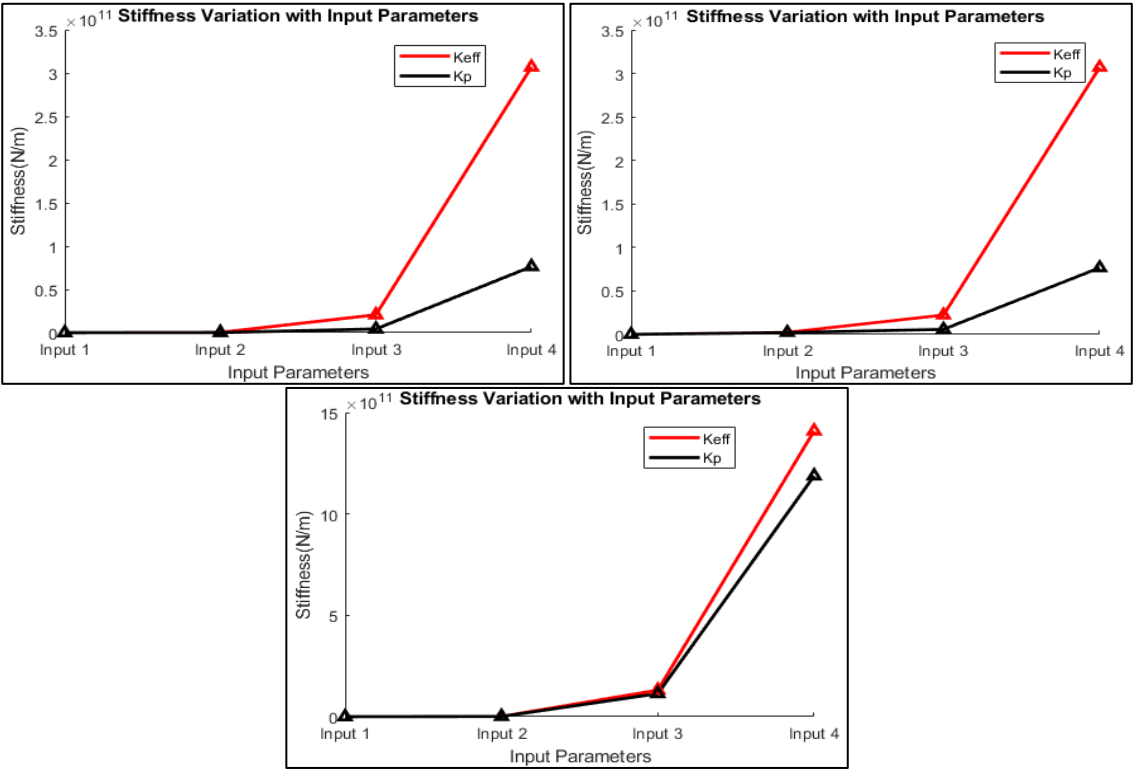 Stiffness Variation with Input Parameters
×10^11
3.5
3
2.5
2
1.5
1
0.5
0
Stiffness(N/m)
Keff
Kp
Input 1 Input 2 Input 3 Input 4
Input Parameters
Stiffness Variation with Input Parameters
×10^11
3.5
3
2.5
2
1.5
1
0.5
0
Stiffness(N/m)
Keff
Kp
Input 1 Input 2 Input 3 Input 4
Input Parameters
Stiffness Variation with Input Parameters
×10^11
15
10
5
0
Stiffness(N/m)
Keff
Kp
Input 1 Input 2 Input 3 Input 4
Input Parameters